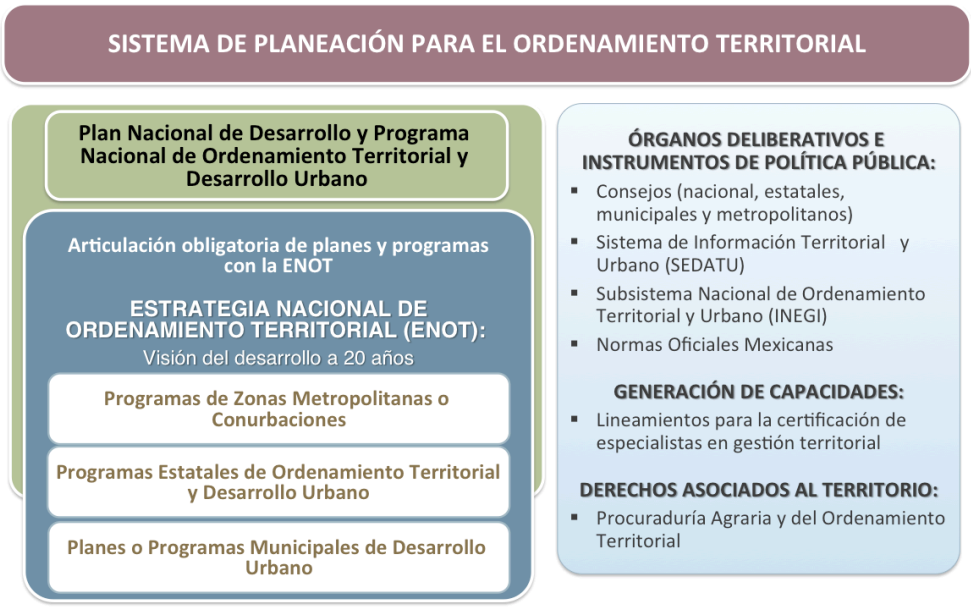 SISTEMA DE PLANEACIÓN PARA EL ORDENAMIENTO TERRITORIAL
Plan Nacional de Desarrollo y Programa
Nacional de Ordenamiento Territorial y
Desarrollo Urbano
Articulación obligatoria de planes y programas
con la ENOT
ESTRATEGIA NACIONAL DE
ORDENAMIENTO TERRITORIAL (ENOT):
Visión del desarrollo a 20 años
Programas de Zonas Metropolitanas o
Conurbaciones
Programas Estatales de Ordenamiento Territorial
y Desarrollo Urbano
Planes o Programas Municipales de Desarrollo
Urbano
ÓRGANOS DELIBERATIVOS E
INSTRUMENTOS DE POLÍTICA PÚBLICA:
▪ Consejos (nacional, estatales,
municipales y metropolitanos)
▪ Sistema de Información Territorial y
Urbano (SEDATU)
▪ Subsistema Nacional de Ordenamiento
Territorial y Urbano (INEGI)
▪ Normas Oficiales Mexicanas
GENERACIÓN DE CAPACIDADES:
▪ Lineamientos para la certificación de
especialistas en gestión territorial
DERECHOS ASOCIADOS AL TERRITORIO:
▪ Procuraduría Agraria y del Ordenamiento
Territorial